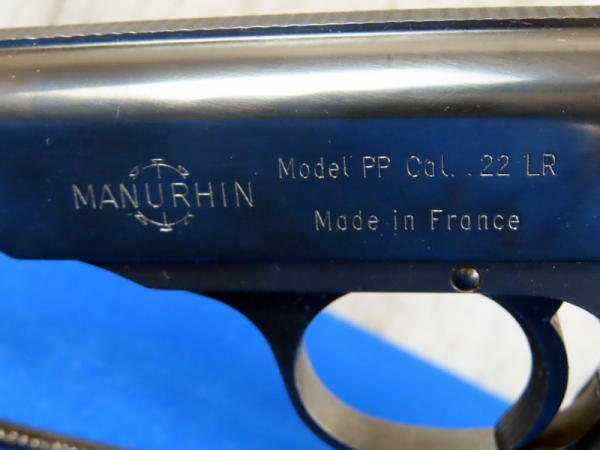 MANURHIN
Model PP Cal. .22 LR
Made in France